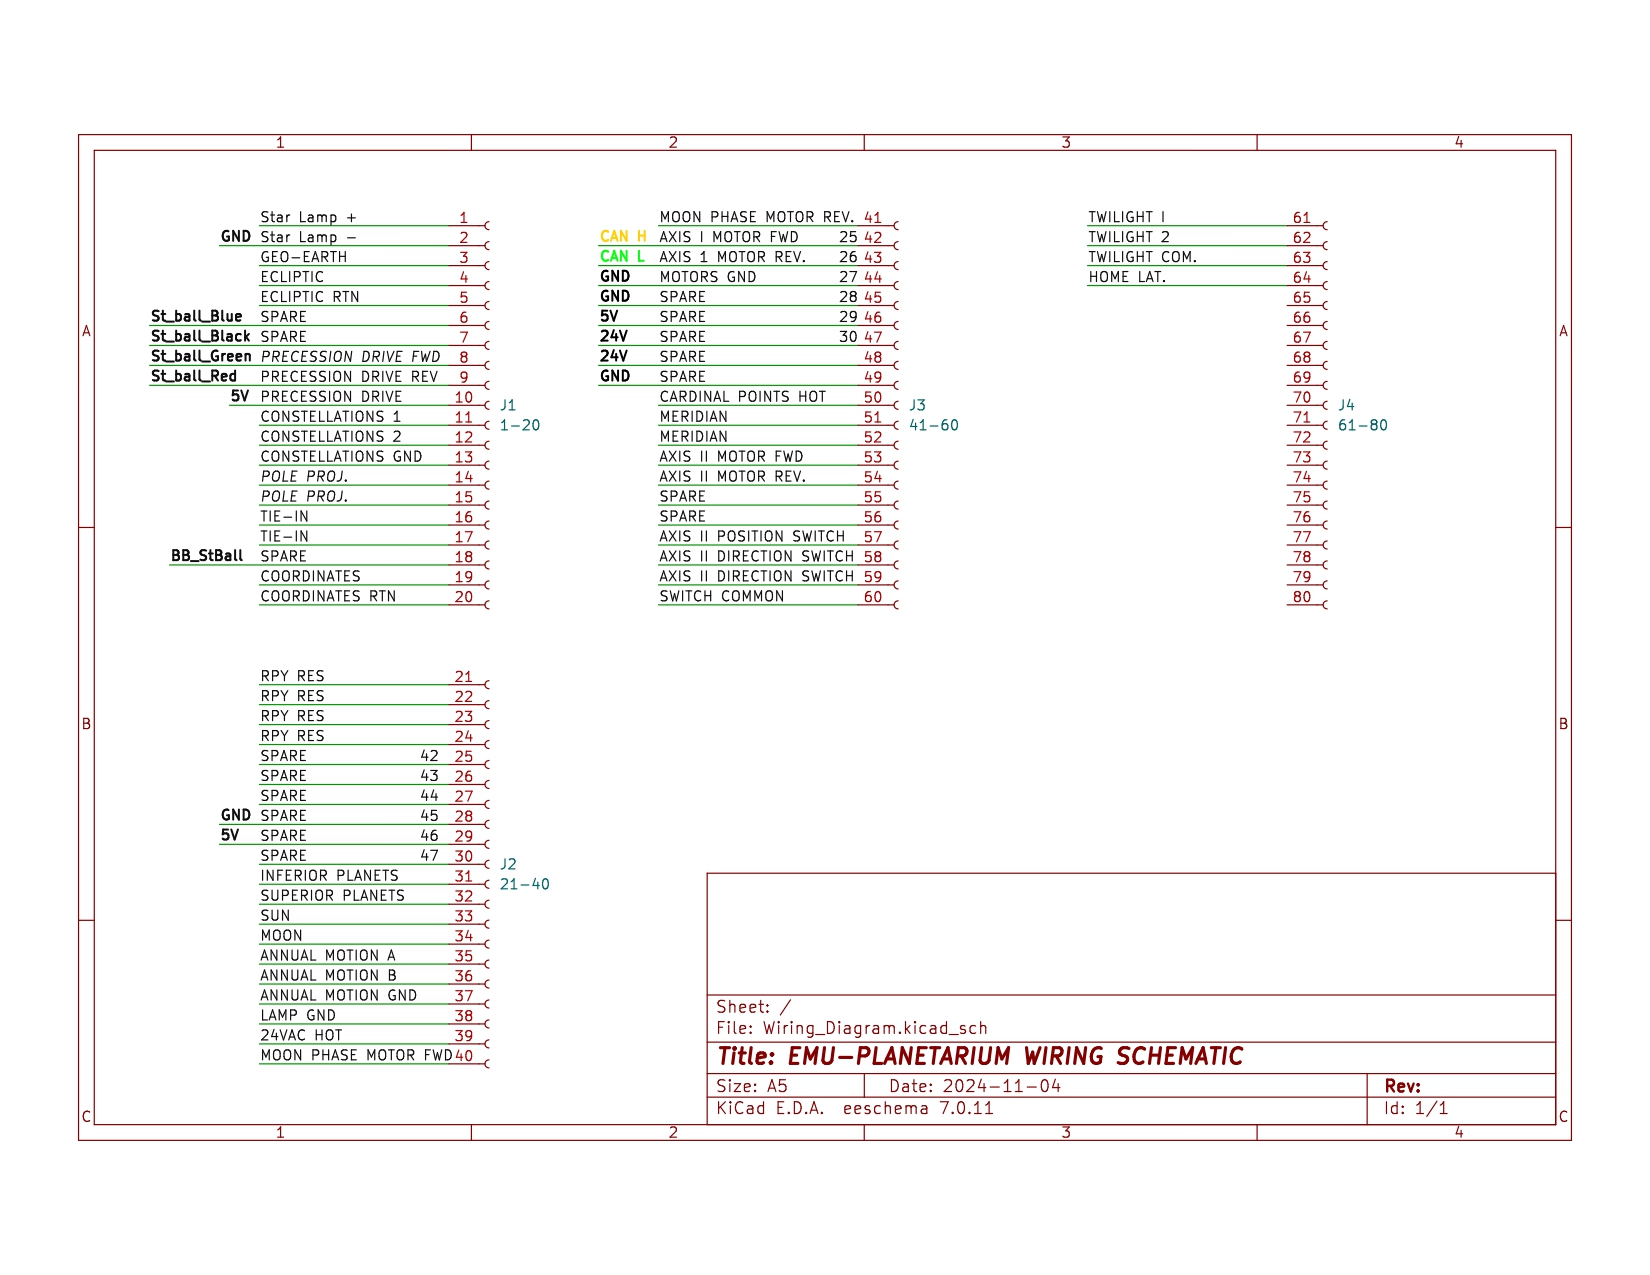 1 2 3 4
Star Lamp + 1
GND Star Lamp - 2
GEO-EARTH 3
ECLIPTIC 4
ECLIPTIC RTN 5
St_ball_Blue SPARE 6
St_ball_Black SPARE 7
St_ball_Green PRECESSION DRIVE FWD 8
St_ball_Red PRECESSION DRIVE REV 9
5V PRECESSION DRIVE 10
CONSTELLATIONS 1 11
CONSTELLATIONS 2 12
CONSTELLATIONS GND 13
POLE PROJ. 14
POLE PROJ. 15
TIE-IN 16
TIE-IN 17
BB_StBall SPARE 18
COORDINATES 19
COORDINATES RTN 20
J1
1-20
MOON PHASE MOTOR REV. 41
CAN H AXIS I MOTOR FWD 25 42
CAN L AXIS 1 MOTOR REV. 26 43
GND MOTORS GND 27 44
GND SPARE 28 45
5V SPARE 29 46
24V SPARE 30 47
24V SPARE 48
GND SPARE 49
CARDINAL POINTS HOT 50
MERIDIAN 51
MERIDIAN 52
AXIS II MOTOR FWD 53
AXIS II MOTOR REV. 54
SPARE 55
SPARE 56
AXIS II POSITION SWITCH 57
AXIS II DIRECTION SWITCH 58
AXIS II DIRECTION SWITCH 59
SWITCH COMMON 60
J3
41-60
TWILIGHT I 61
TWILIGHT 2 62
TWILIGHT COM. 63
HOME LAT. 64
65
66
67
68
69
70
71
72
73
74
75
76
77
78
79
80
J4
61-80
A A
RPY RES 21
RPY RES 22
RPY RES 23
RPY RES 24
SPARE 42 25
SPARE 43 26
SPARE 44 27
GND SPARE 45 28
5V SPARE 46 29
SPARE 47 30
INFERIOR PLANETS 31
SUPERIOR PLANETS 32
SUN 33
MOON 34
ANNUAL MOTION A 35
ANNUAL MOTION B 36
ANNUAL MOTION GND 37
LAMP GND 38
24VAC HOT 39
MOON PHASE MOTOR FWD 40
J2
21-40
B B
Sheet: /
File: Wiring_Diagram.kicad_sch
Title: EMU-PLANETARIUM WIRING SCHEMATIC
Size: A5 Date: 2024-11-04 Rev:
KiCad E.D.A. eeschema 7.0.11 Id: 1/1
C C
1 2 3 4